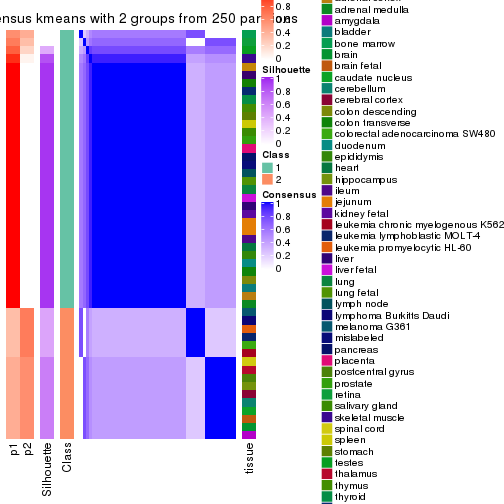 nsus kmeans with 2 groups from 250 par
0.8
0.6
0.4
0.2
0
Silhouette
1
0.8
0.6
0.4
0.2
0
Class
1
2
Consensus
1
0.8
0.6
0.4
0.2
0
p1
p2
Silhouette
Class
tissue
adrenal medulla
amygdala
bladder
bone marrow
brain
brain fetal
caudate nucleus
cerebellum
cerebral cortex
colon descending
colon transverse
colorectal adenocarcinoma SW480
duodenum
epididymis
heart
hippocampus
ileum
jejunum
kidney fetal
leukemia chronic myelogenous K562
leukemia lymphoblastic MOLT-4
leukemia promyelocytic HL-60
liver
liver fetal
lung
lung fetal
lymph node
lymphoma Burkitts Daudi
melanoma G361
mislabeled
pancreas
placenta
postcentral gyrus
prostate
retina
salivary gland
skeletal muscle
spinal cord
spleen
stomach
testes
thalamus
thymus
thyroid